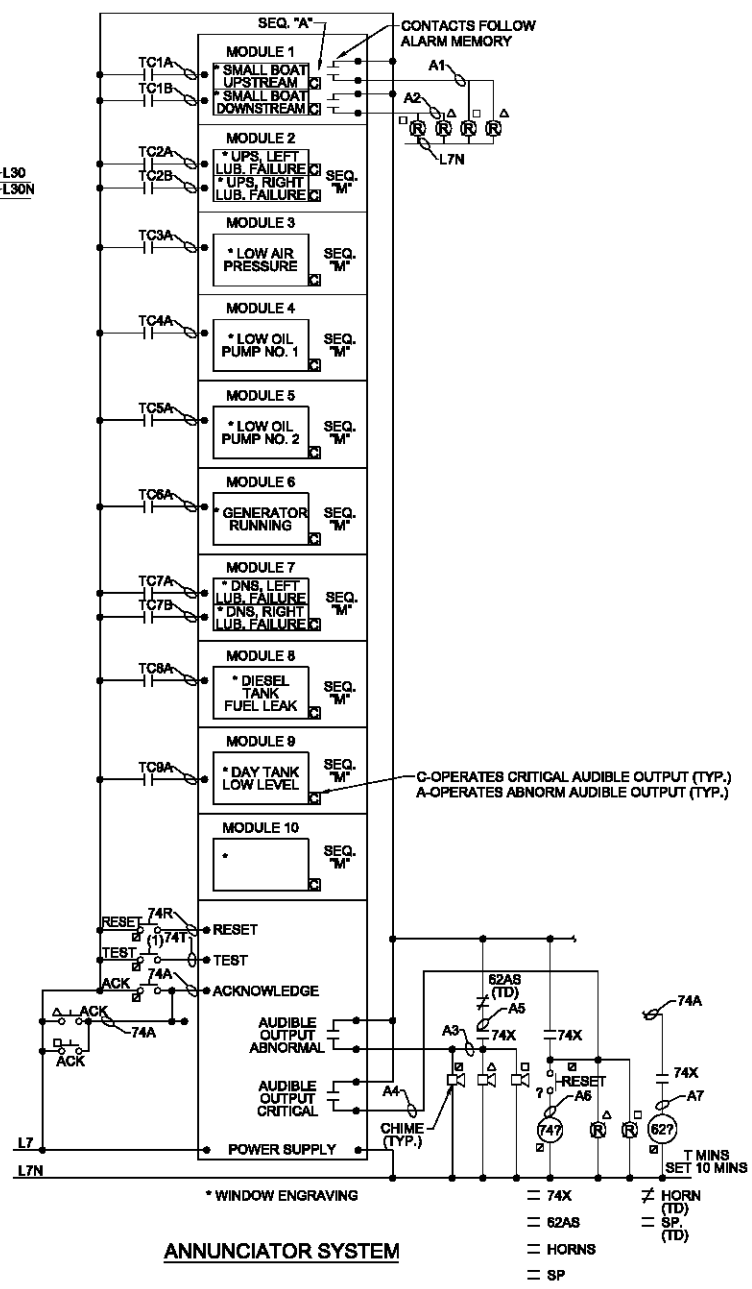 SEQ. "A"
CONTACTS FOLLOW
ALARM MEMORY
MODULE 1
TC1A
* SMALL BOAT
UPSTREAM
C
TC1B
* SMALL BOAT
DOWNSTREAM
C
A1
A2
R R R R
L7N
L30
L30N
MODULE 2
TC2A
* UPS, LEFT
LUB. FAILURE
TC2B
* UPS, RIGHT
LUB. FAILURE
C
SEQ.
"M"
MODULE 3
TC3A
* LOW AIR
PRESSURE
C
SEQ.
"M"
MODULE 4
TC4A
* LOW OIL
PUMP NO. 1
C
SEQ.
"M"
MODULE 5
TC5A
* LOW OIL
PUMP NO. 2
C
SEQ.
"M"
MODULE 6
TC6A
* GENERATOR
RUNNING
C
SEQ.
"M"
MODULE 7
TC7A
* DNS, LEFT
LUB. FAILURE
TC7B
* DNS, RIGHT
LUB. FAILURE
C
SEQ.
"M"
MODULE 8
TC8A
* DIESEL
TANK
FUEL LEAK
C
SEQ.
"M"
MODULE 9
TC9A
* DAY TANK
LOW LEVEL
C
SEQ.
"M"
C-OPERATES CRITICAL AUDIBLE OUTPUT (TYP.)
A-OPERATES ABNORM AUDIBLE OUTPUT (TYP.)
MODULE 10
*
C
SEQ.
"M"
RESET
74R
RESET
TEST
(1)
74T
TEST
ACK
74A
ACKNOWLEDGE
ACK
74A
ACK
AUDIBLE
OUTPUT
ABNORMAL
AUDIBLE
OUTPUT
CRITICAL
POWER SUPPLY
L7
L7N
62AS
(TD)
A5
74X
A3
A4
CHIME
(TYP.)
74X
RESET
?
A6
74?
R
R
74A
74X
A7
62?
T MINS
SET 10 MINS
* WINDOW ENGRAVING
74X
62AS
HORNS
SP
HORN
(TD)
SP.
(TD)
ANNUNCIATOR SYSTEM